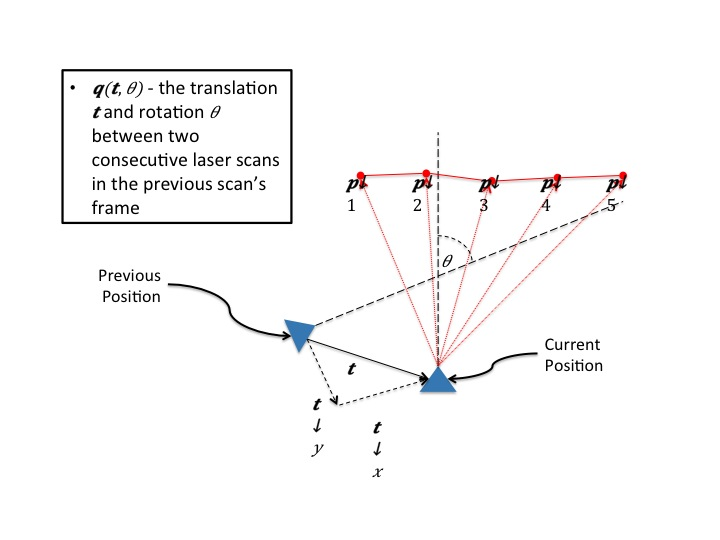 • q(t, θ) - the translation
t and rotation θ
between two
consecutive laser scans
in the previous scan's
frame
p↓ p↓ p↓ p↓ p↓
1 2 3 4 5
θ
Previous
Position
Current
Position
t
t
↓
y
t
↓
x